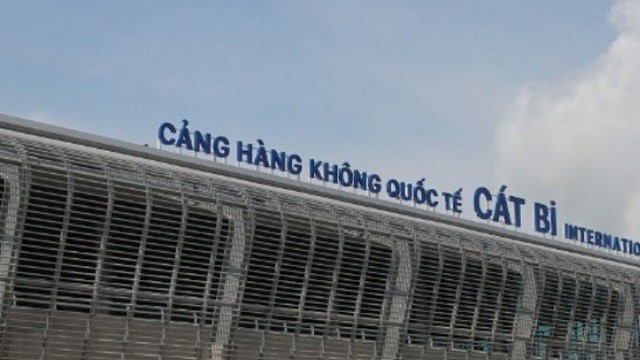 CẢNG HÀNG KHÔNG QUỐC TẾ CÁT BI INTERNATIO